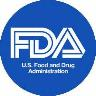 FDA
U.S. Food and Drug
Administration